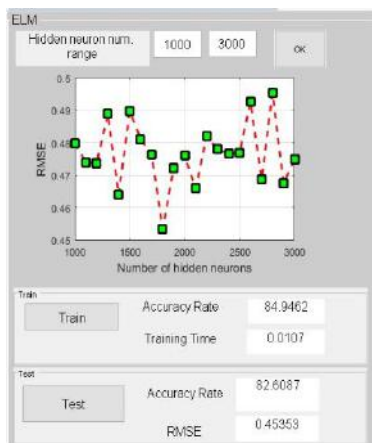 ELM
Hidden neuron num. range
1000
3000
OK
0.5
0.49
0.48
0.47
0.46
0.45
RMSE
1000
1500
2000
2500
3000
Number of hidden neurons
Train
Train
Accuracy Rate
84.9462
Training Time
0.0107
Test
Test
Accuracy Rate
82.6087
RMSE
0.45353